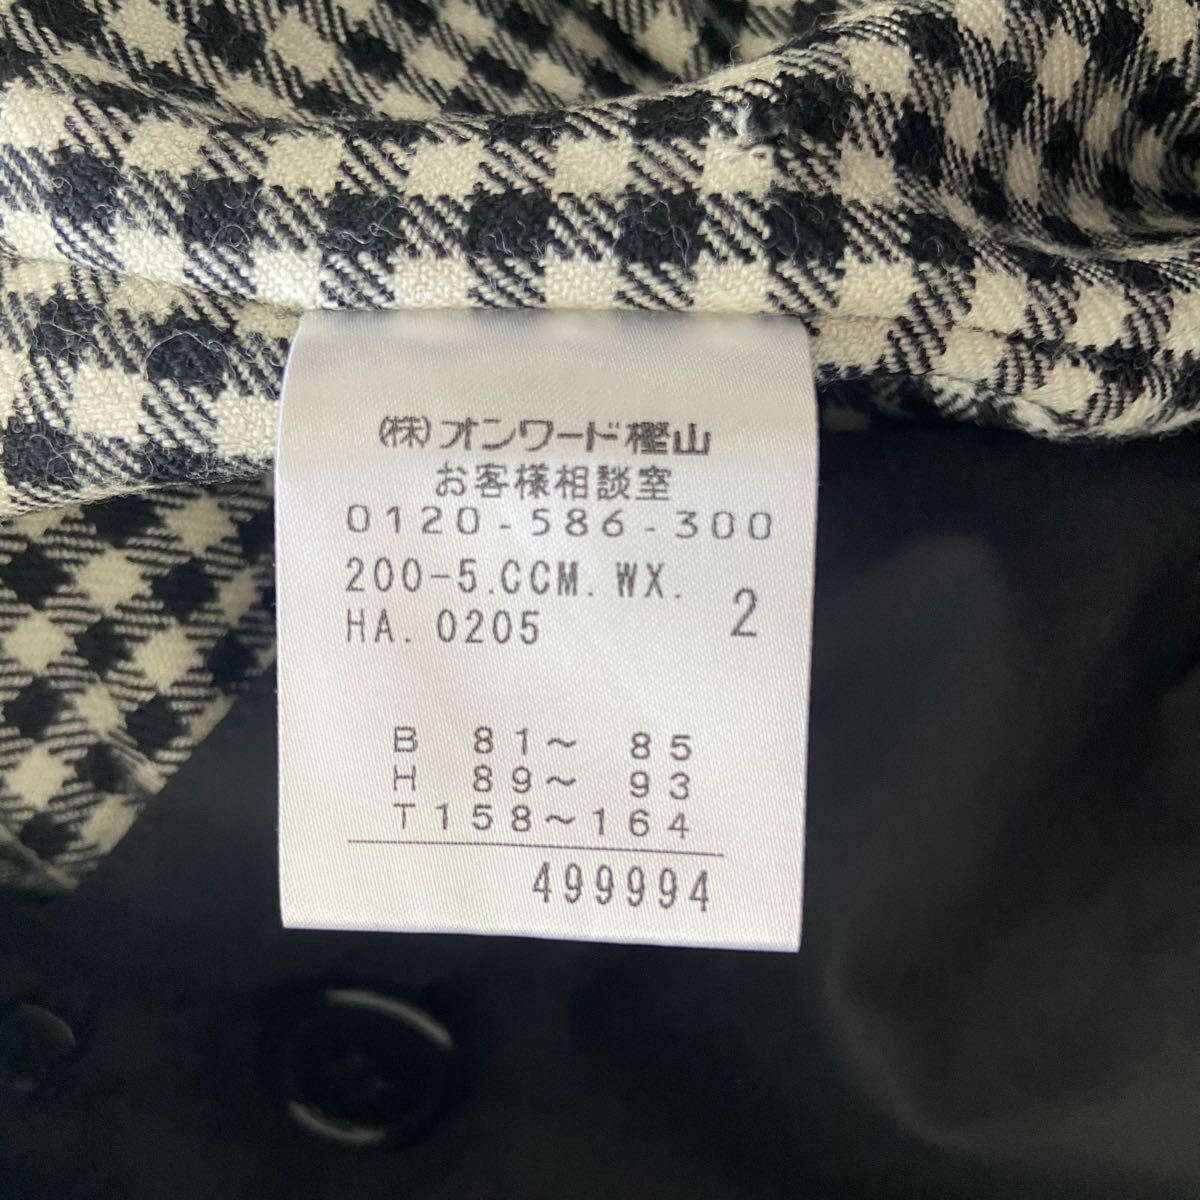 (株)オンワード樫山
お客様相談室
0120-586-300
200-5.CCM.WX.
HA.0205 2
B 81～ 85
H 89～ 93
T158～164
499994